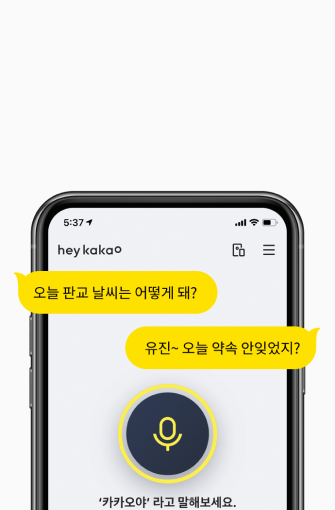 5:37
hey kakao
오늘 판교 날씨는 어떻게 돼?
유진~ 오늘 약속 안잊었지?
‘카카오야’ 라고 말해보세요.